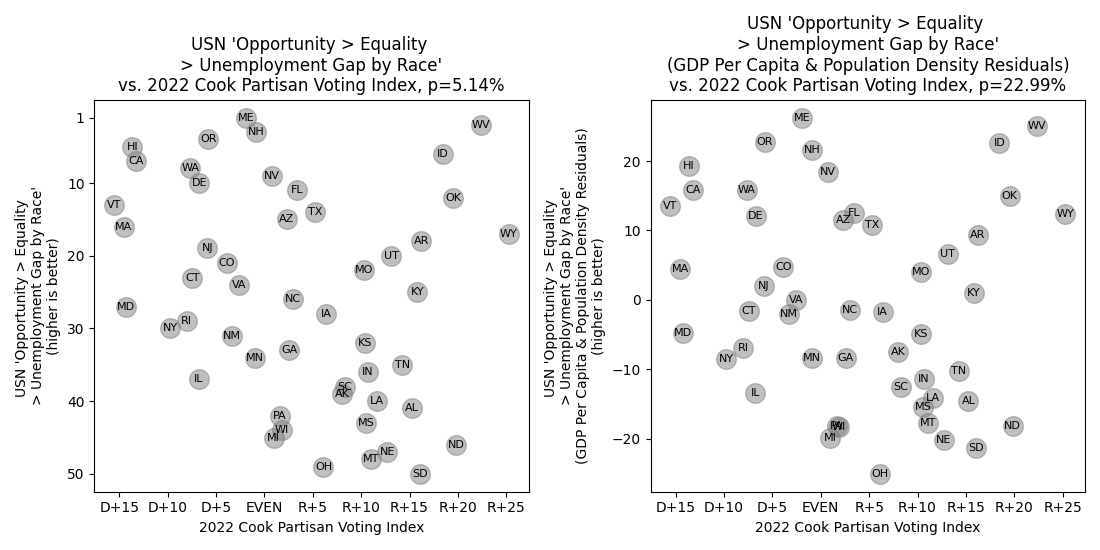 USN 'Opportunity > Equality
> Unemployment Gap by Race'
vs. 2022 Cook Partisan Voting Index, p=5.14%
USN 'Opportunity > Equality
> Unemployment Gap by Race'
(higher is better)
1
10
20
30
40
50
ME
WV
NH
OR
HI
ID
CA
WA
NV
DE
FL
OK
VT
TX
AZ
MA
WY
AR
NJ
UT
CO
MO
CT
VA
KY
NC
MD
IA
RI
NY
NM
KS
GA
MN
TN
IN
IL
SC
AK
LA
AL
PA
MS
WI
MI
ND
NE
MT
OH
SD
D+15 D+10 D+5 EVEN R+5 R+10 R+15 R+20 R+25
2022 Cook Partisan Voting Index
USN 'Opportunity > Equality
> Unemployment Gap by Race'
(GDP Per Capita & Population Density Residuals)
vs. 2022 Cook Partisan Voting Index, p=22.99%
USN 'Opportunity > Equality
> Unemployment Gap by Race'
(GDP Per Capita & Population Density Residuals)
(higher is better)
20
10
0
−10
−20
ME
WV
OR
ID
NH
HI
NV
CA
WA
OK
VT
FL
WY
DE
AZ
TX
AR
UT
CO
MA
MO
NJ
KY
VA
NC
CT
IA
NM
MD
KS
RI
AK
NY
MN
GA
TN
IN
SC
IL
LA
AL
MS
MT
PA
WI
ND
MI
NE
SD
OH
D+15 D+10 D+5 EVEN R+5 R+10 R+15 R+20 R+25
2022 Cook Partisan Voting Index